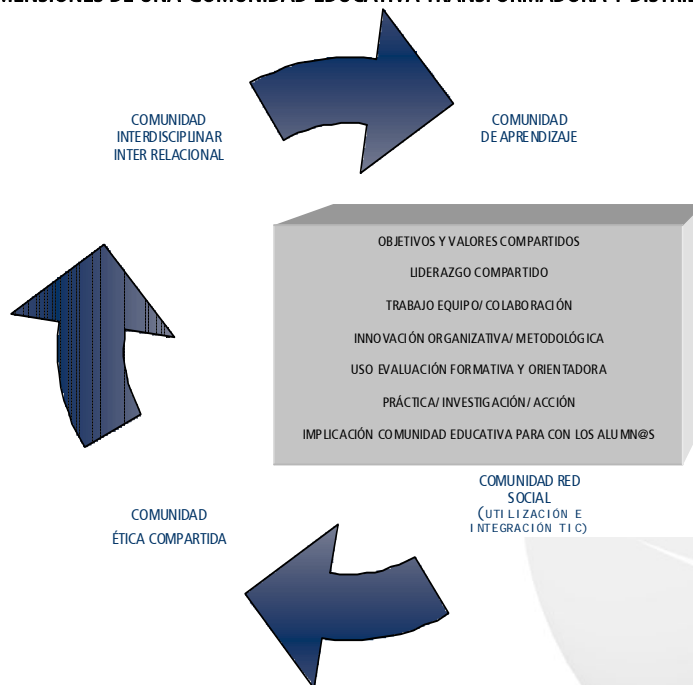 COMUNIDAD
INTERDISCIPLINAR
INTER RELACIONAL
COMUNIDAD
DE APRENDIZAJE
OBJETIVOS Y VALORES COMPARTIDOS
LIDERAZGO COMPARTIDO
TRABAJO EQUIPO/ COLABORACIÓN
INNOVACIÓN ORGANIZATIVA/ METODOLÓGICA
USO EVALUACIÓN FORMATIVA Y ORIENTADORA
PRÁCTICA/ INVESTIGACIÓN/ ACCIÓN
IMPLICACIÓN COMUNIDAD EDUCATIVA PARA CON LOS ALUMN@S
COMUNIDAD RED
SOCIAL
(UTILIZACIÓN E
INTEGRACIÓN TIC)
COMUNIDAD
ÉTICA COMPARTIDA